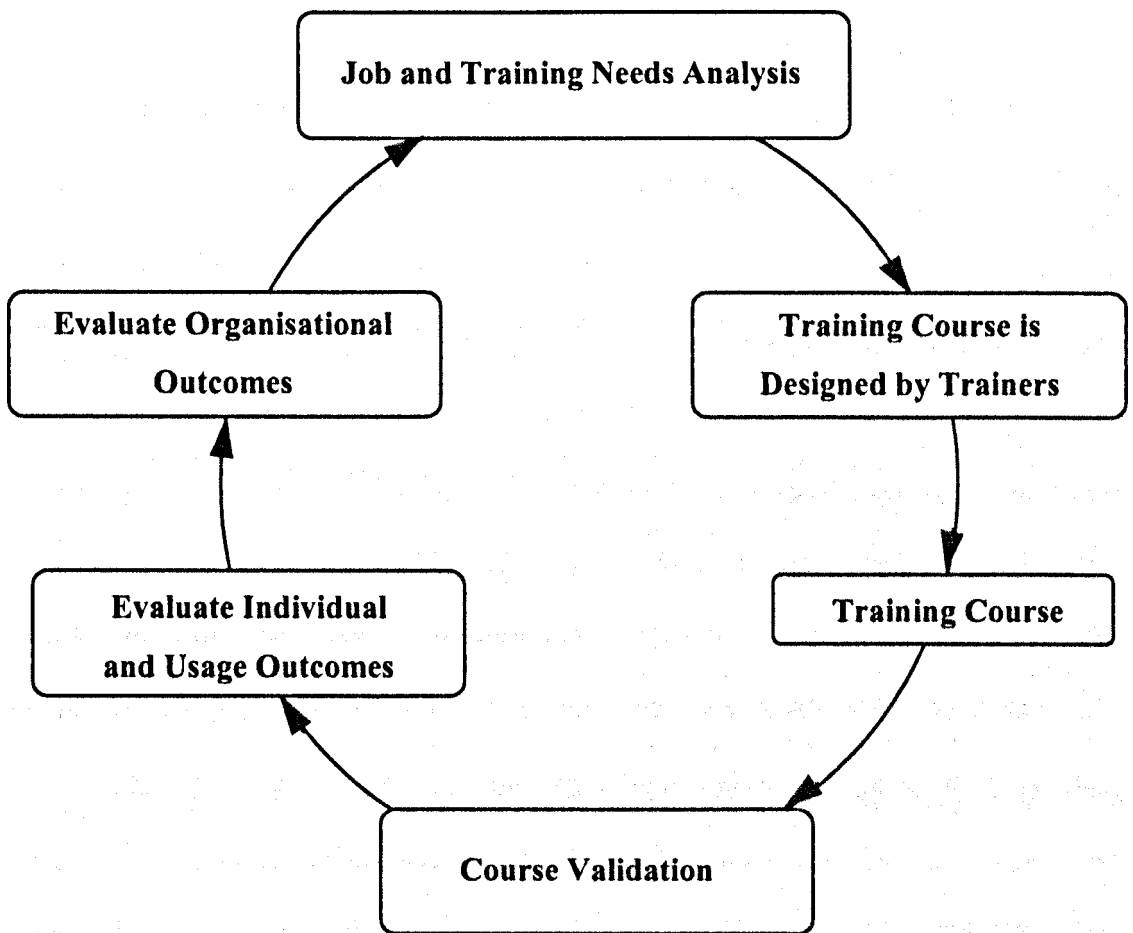 Job and Training Needs Analysis
Training Course is
Designed by Trainers
Training Course
Course Validation
Evaluate Individual
and Usage Outcomes
Evaluate Organisational
Outcomes